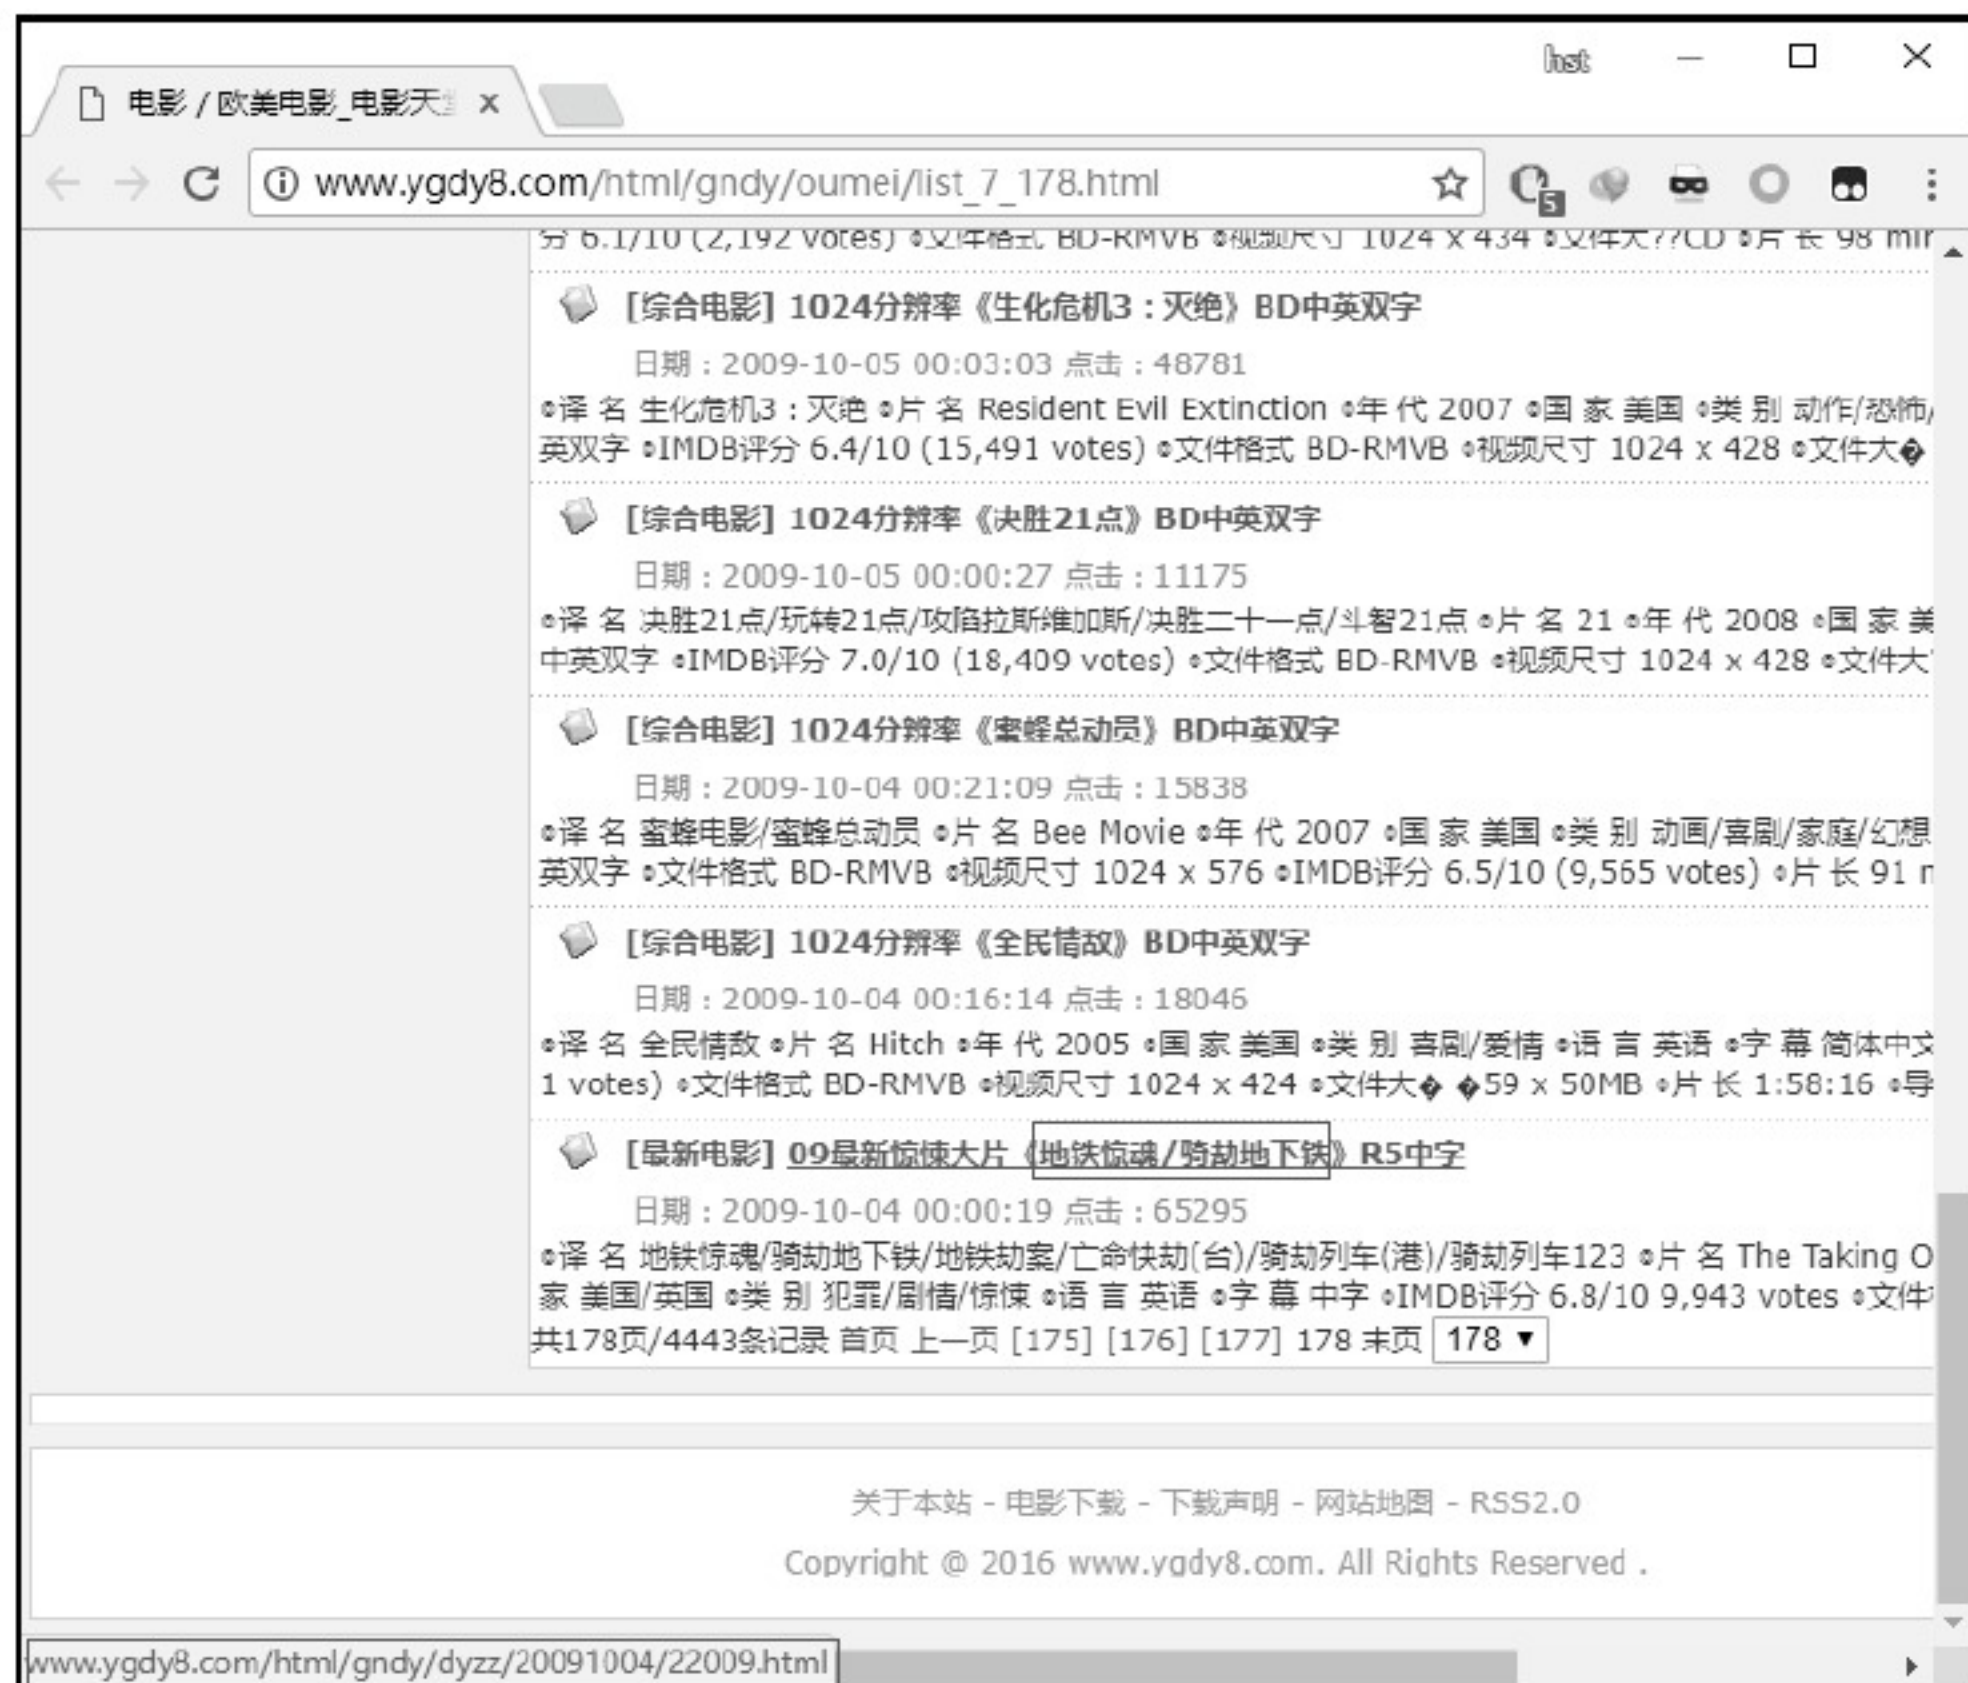 hst
电影 / 欧美电影_电影天
www.ygdy8.com/html/gndy/oumei/list_7_178.html
5
分 6.1/10 (2,192 votes) ◎文件格式 BD-RMVB ◎视频尺寸 1024 x 434 ◎文件大??CD ◎片 长 98 min
[综合电影] 1024分辨率《生化危机3：灭绝》BD中英双字
日期：2009-10-05 00:03:03 点击：48781
◎译 名 生化危机3：灭绝 ◎片 名 Resident Evil Extinction ◎年 代 2007 ◎国 家 美国 ◎类 别 动作/恐怖/
英双字 ◎IMDB评分 6.4/10 (15,491 votes) ◎文件格式 BD-RMVB ◎视频尺寸 1024 x 428 ◎文件大�
[综合电影] 1024分辨率《决胜21点》BD中英双字
日期：2009-10-05 00:00:27 点击：11175
◎译 名 决胜21点/玩转21点/攻陷拉斯维加斯/决胜二十一点/斗智21点 ◎片 名 21 ◎年 代 2008 ◎国 家 美
中英双字 ◎IMDB评分 7.0/10 (18,409 votes) ◎文件格式 BD-RMVB ◎视频尺寸 1024 x 428 ◎文件大
[综合电影] 1024分辨率《蜜蜂总动员》BD中英双字
日期：2009-10-04 00:21:09 点击：15838
◎译 名 蜜蜂电影/蜜蜂总动员 ◎片 名 Bee Movie ◎年 代 2007 ◎国 家 美国 ◎类 别 动画/喜剧/家庭/幻想
英双字 ◎文件格式 BD-RMVB ◎视频尺寸 1024 x 576 ◎IMDB评分 6.5/10 (9,565 votes) ◎片 长 91
[综合电影] 1024分辨率《全民情敌》BD中英双字
日期：2009-10-04 00:16:14 点击：18046
◎译 名 全民情敌 ◎片 名 Hitch ◎年 代 2005 ◎国 家 美国 ◎类 别 喜剧/爱情 ◎语 言 英语 ◎字 幕 简体中文
1 votes) ◎文件格式 BD-RMVB ◎视频尺寸 1024 x 424 ◎文件大� �59 x 50MB ◎片 长 1:58:16 ◎导
[最新电影] 09最新惊悚大片《地铁惊魂/骑劫地下铁》R5中字
日期：2009-10-04 00:00:19 点击：65295
◎译 名 地铁惊魂/骑劫地下铁/地铁劫案/亡命快劫(台)/骑劫列车(港)/骑劫列车123 ◎片 名 The Taking O
家 美国/英国 ◎类 别 犯罪/剧情/惊悚 ◎语 言 英语 ◎字 幕 中字 ◎IMDB评分 6.8/10 9,943 votes ◎文件
共178页/4443条记录 首页 上一页 [175] [176] [177] 178 末页 178
关于本站 - 电影下载 - 下载声明 - 网站地图 - RSS2.0
Copyright @ 2016 www.ygdy8.com. All Rights Reserved .
www.ygdy8.com/html/gndy/dyzz/20091004/22009.html